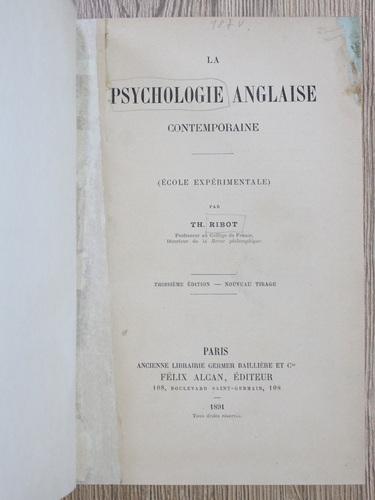 1870
LA
PSYCHOLOGIE ANGLAISE
CONTEMPORAINE
(ÉCOLE EXPÉRIMENTALE)
PAR
TH. RIBOT
Professeur au Collège de France,
Directeur de la Revue philosophique.
TROISIÈME ÉDITION — NOUVEAU TIRAGE
PARIS
ANCIENNE LIBRAIRIE GERMER BAILLIÈRE ET Cie
FÉLIX ALCAN, ÉDITEUR
108, BOULEVARD SAINT-GERMAIN, 108
1891
Tous droits réservés.